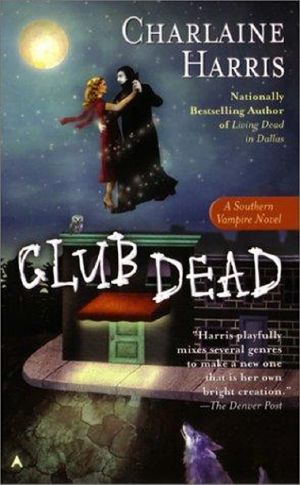 CHARLAINE
HARRIS
Nationally
Bestselling Author
of Living Dead
in Dallas
A Southern
Vampire Novel
CLUB DEAD
"Harris playfully
mixes several genres
to make a new one
that is her own
bright creation."
—The Denver Post
A